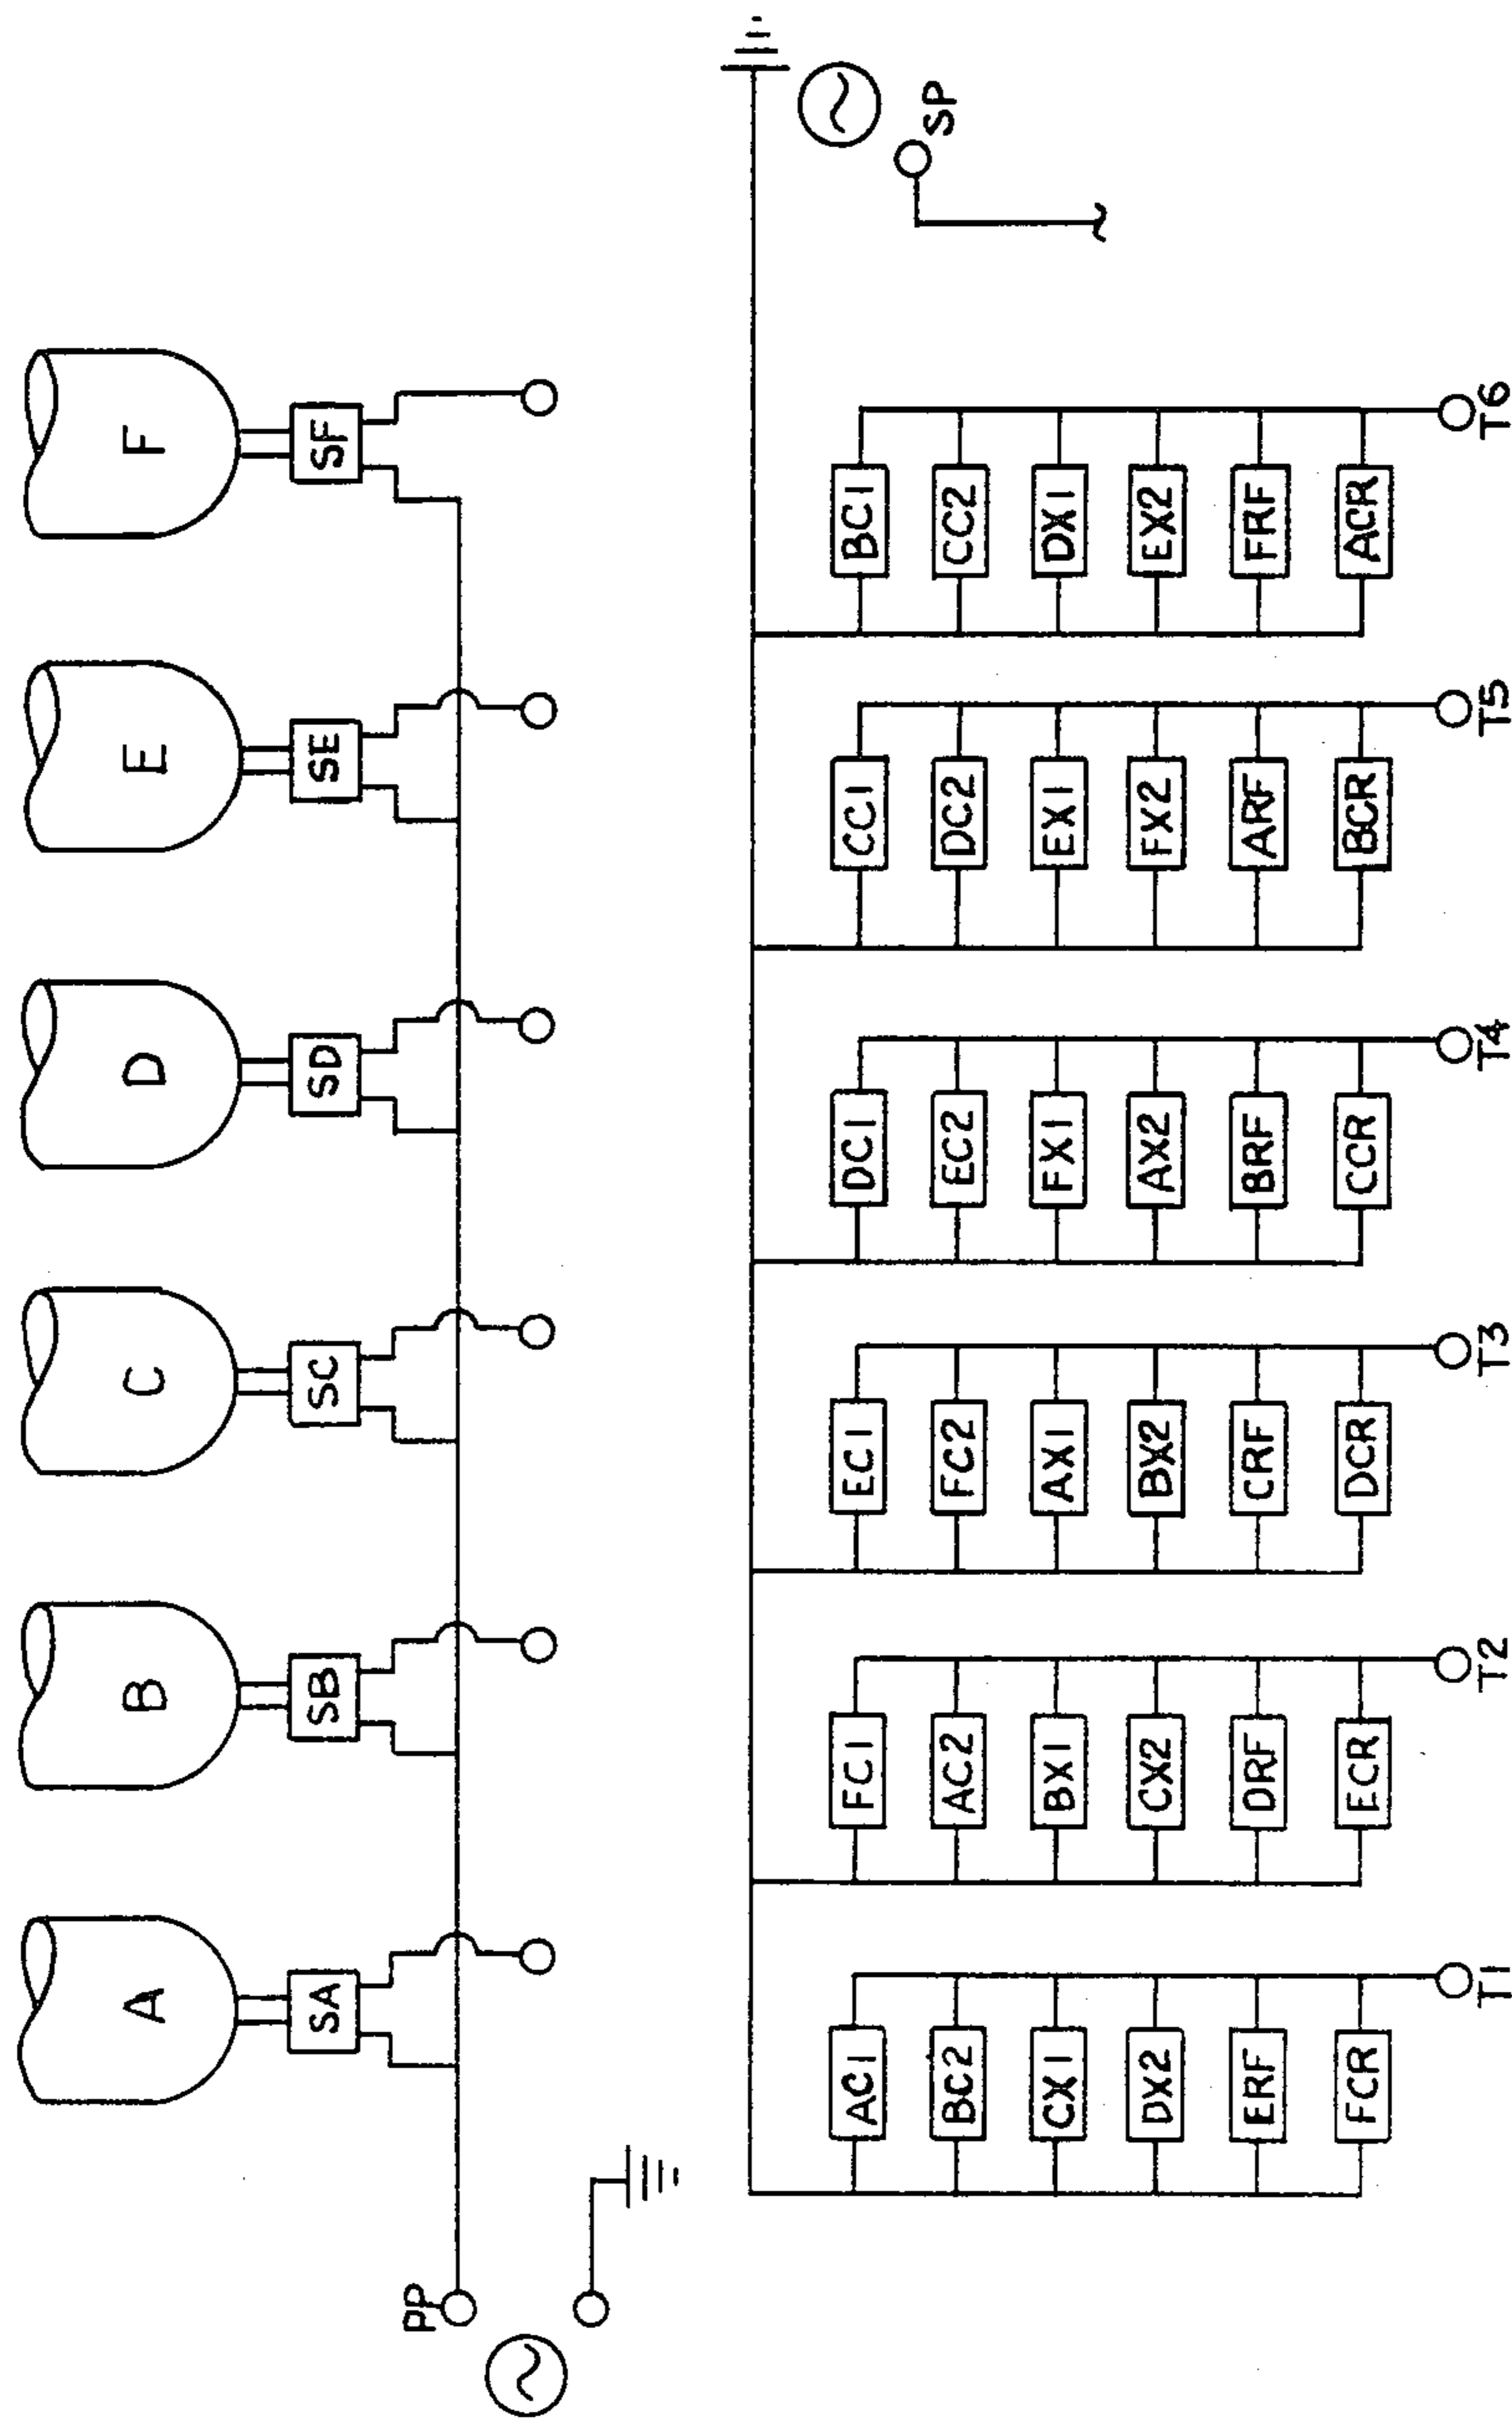 A B C D E F
SA SB SC SD SE SF
PP
AC1 FC1 EC1 DC1 CC1 BC1
SP
BC2 AC2 FC2 EC2 DC2 CC2
CX1 BX1 AX1 FX1 EX1 DX1
DX2 CX2 BX2 AX2 FX2 EX2
ERF DRF CRF BRF ARF FRF
FCR ECR DCR CCR BCR ACR
T1 T2 T3 T4 T5 T6